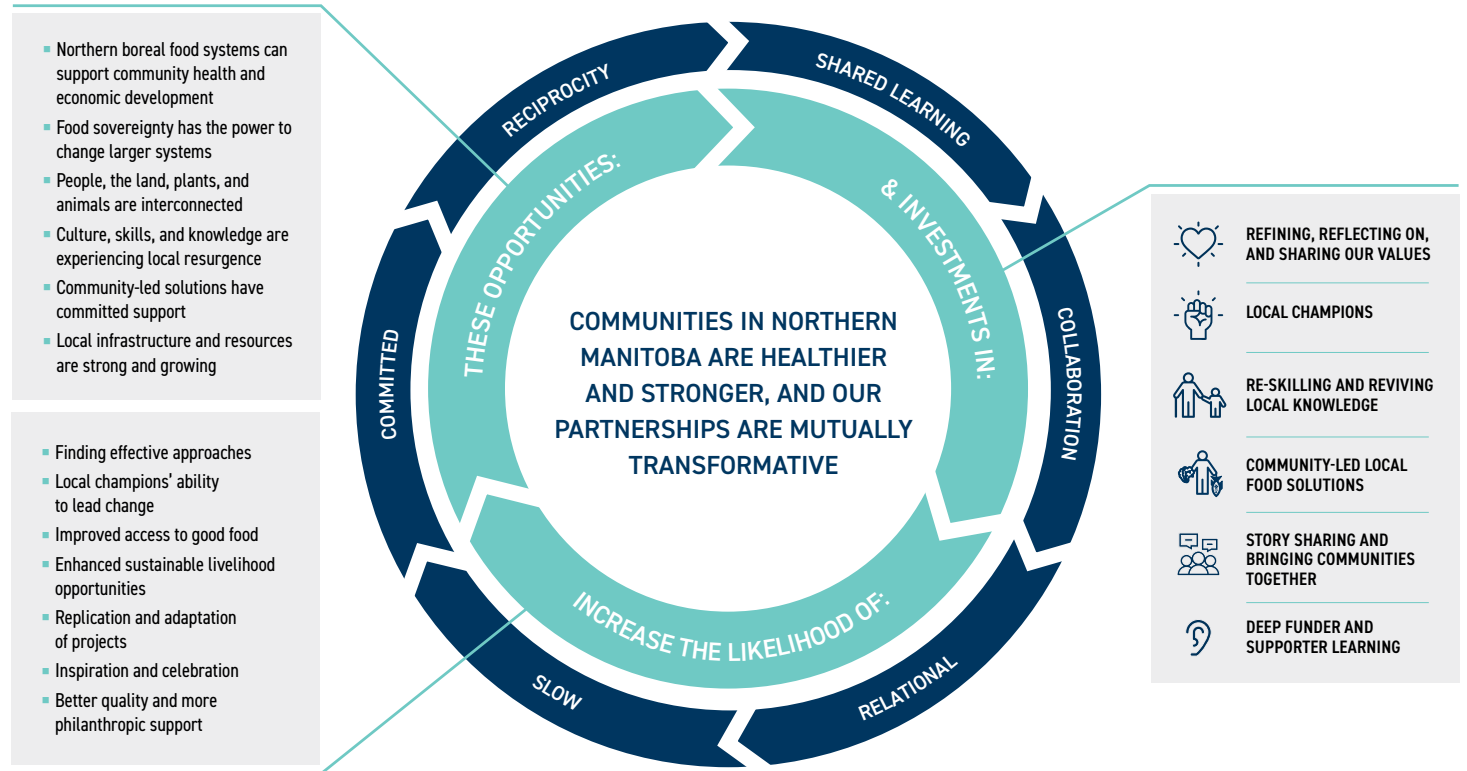 ▪ Northern boreal food systems can
support community health and
economic development
▪ Food sovereignty has the power to
change larger systems
▪ People, the land, plants, and
animals are interconnected
▪ Culture, skills, and knowledge are
experiencing local resurgence
▪ Community-led solutions have
committed support
▪ Local infrastructure and resources
are strong and growing
▪ Finding effective approaches
▪ Local champions’ ability
to lead change
▪ Improved access to good food
▪ Enhanced sustainable livelihood
opportunities
▪ Replication and adaptation
of projects
▪ Inspiration and celebration
▪ Better quality and more
philanthropic support
RECIPROCITY
SHARED LEARNING
COLLABORATION
RELATIONAL
SLOW
COMMITTED
THESE OPPORTUNITIES:
& INVESTMENTS IN:
INCREASE THE LIKELIHOOD OF:
COMMUNITIES IN NORTHERN
MANITOBA ARE HEALTHIER
AND STRONGER, AND OUR
PARTNERSHIPS ARE MUTUALLY
TRANSFORMATIVE
REFINING, REFLECTING ON,
AND SHARING OUR VALUES
LOCAL CHAMPIONS
RE-SKILLING AND REVIVING
LOCAL KNOWLEDGE
COMMUNITY-LED LOCAL
FOOD SOLUTIONS
STORY SHARING AND
BRINGING COMMUNITIES
TOGETHER
DEEP FUNDER AND
SUPPORTER LEARNING